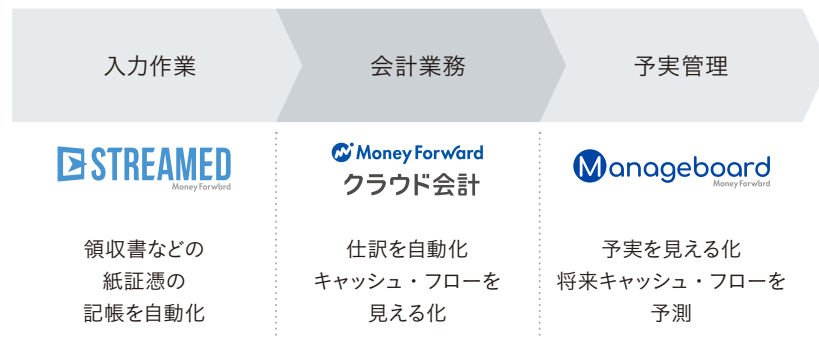 入力作業
会計業務
予実管理
STREAMED
Money Forward
領収書などの
紙証憑の
記帳を自動化
Money Forward
クラウド会計
仕訳を自動化
キャッシュ・フローを
見える化
Manageboard
Money Forward
予実を見える化
将来キャッシュ・フローを
予測